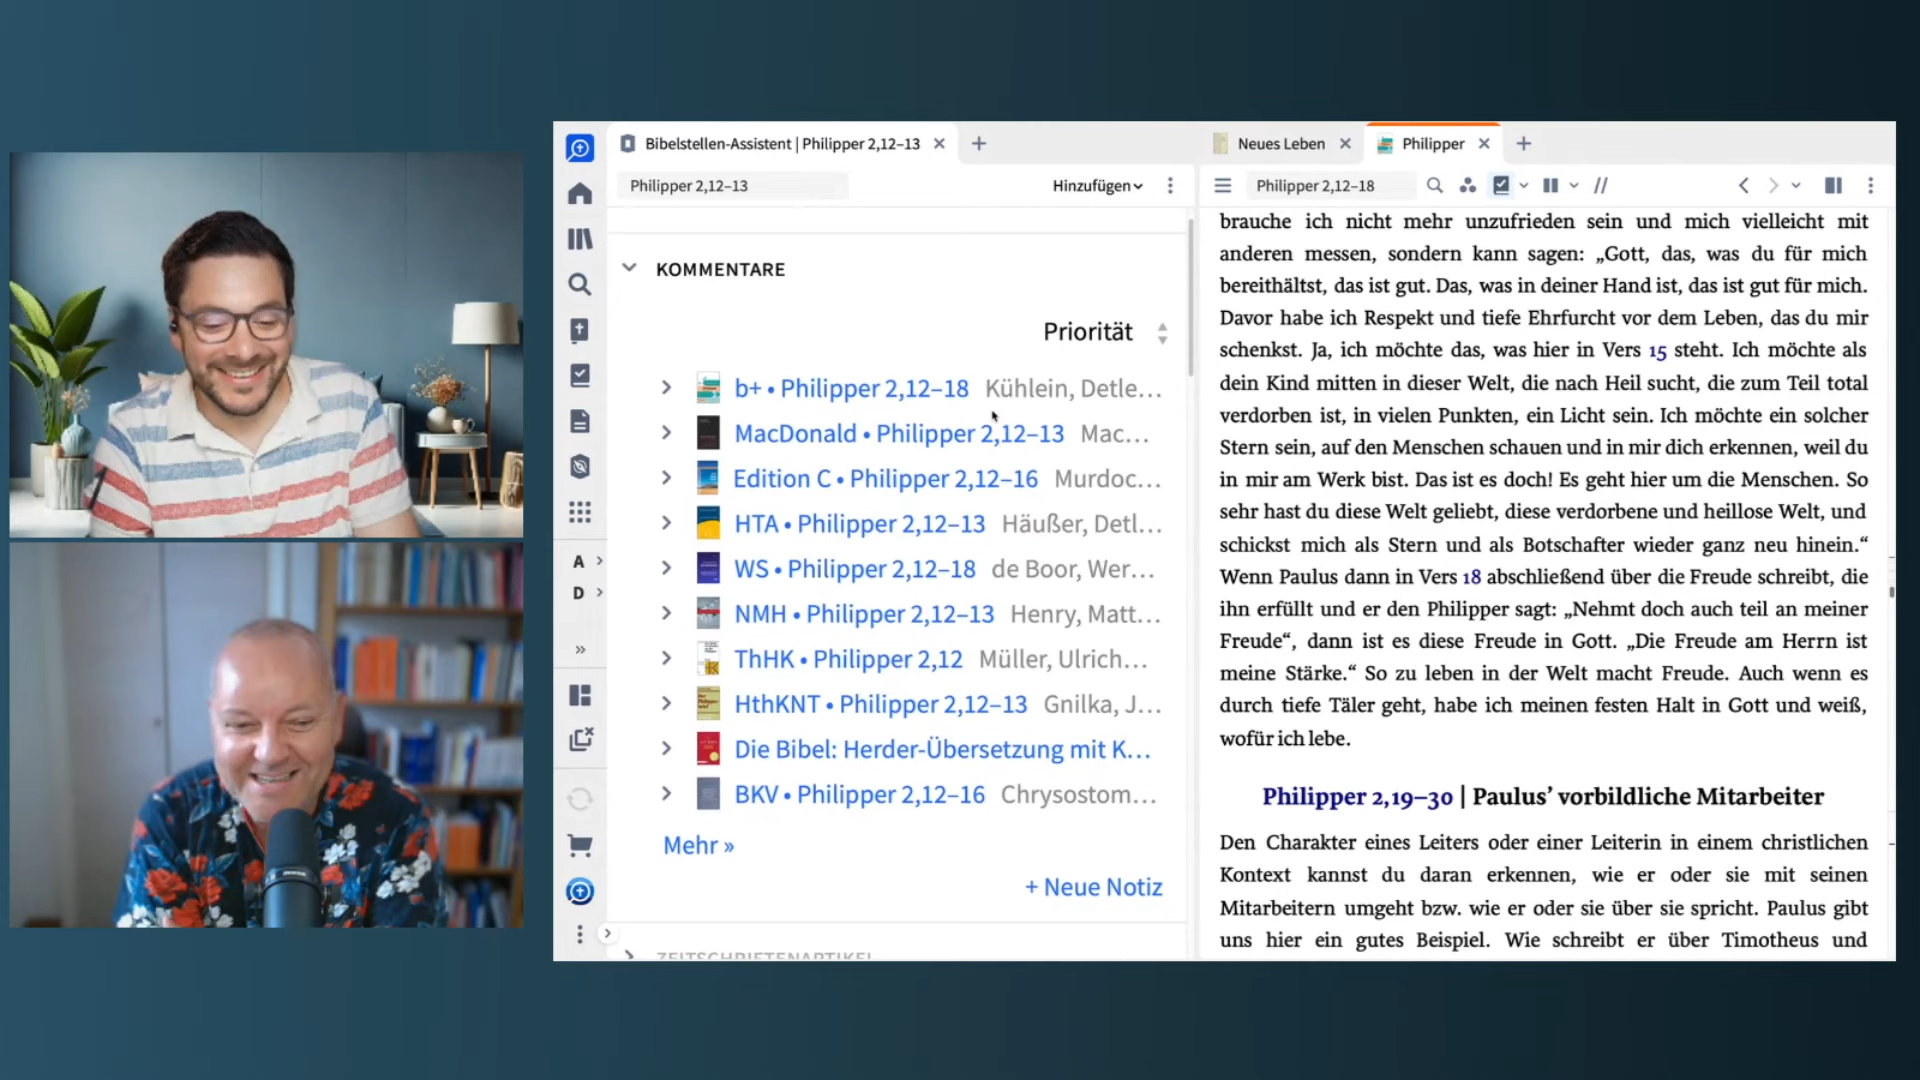 Bibelstellen-Assistent | Philipper 2,12–13
Philipper 2,12–13
Hinzufügen
KOMMENTARE
Priorität
b+ • Philipper 2,12–18 Kühlein, Detle…
MacDonald • Philipper 2,12–13 Mac…
Edition C • Philipper 2,12–16 Murdoc…
HTA • Philipper 2,12–13 Häußer, Detl…
WS • Philipper 2,12–18 de Boor, Wer…
NMH • Philipper 2,12–13 Henry, Matt…
ThHK • Philipper 2,12 Müller, Ulrich…
HthKNT • Philipper 2,12–13 Gnilka, J…
Die Bibel: Herder-Übersetzung mit K…
BKV • Philipper 2,12–16 Chrysostom…
Mehr »
+ Neue Notiz
ZEITSCHRIFTENARTIKEL
A
D
Neues Leben
Philipper
Philipper 2,12–18
brauche ich nicht mehr unzufrieden sein und mich vielleicht mit
anderen messen, sondern kann sagen: „Gott, das, was du für mich
bereithältst, das ist gut. Das, was in deiner Hand ist, das ist gut für mich.
Davor habe ich Respekt und tiefe Ehrfurcht vor dem Leben, das du mir
schenkst. Ja, ich möchte das, was hier in Vers 15 steht. Ich möchte als
dein Kind mitten in dieser Welt, die nach Heil sucht, die zum Teil total
verdorben ist, in vielen Punkten, ein Licht sein. Ich möchte ein solcher
Stern sein, auf den Menschen schauen und in mir dich erkennen, weil du
in mir am Werk bist. Das ist es doch! Es geht hier um die Menschen. So
sehr hast du diese Welt geliebt, diese verdorbene und heillose Welt, und
schickst mich als Stern und als Botschafter wieder ganz neu hinein.“
Wenn Paulus dann in Vers 18 abschließend über die Freude schreibt, die
ihn erfüllt und er den Philipper sagt: „Nehmt doch auch teil an meiner
Freude“, dann ist es diese Freude in Gott. „Die Freude am Herrn ist
meine Stärke.“ So zu leben in der Welt macht Freude. Auch wenn es
durch tiefe Täler geht, habe ich meinen festen Halt in Gott und weiß,
wofür ich lebe.
Philipper 2,19–30 | Paulus’ vorbildliche Mitarbeiter
Den Charakter eines Leiters oder einer Leiterin in einem christlichen
Kontext kannst du daran erkennen, wie er oder sie mit seinen
Mitarbeitern umgeht bzw. wie er oder sie über sie spricht. Paulus gibt
uns hier ein gutes Beispiel. Wie schreibt er über Timotheus und